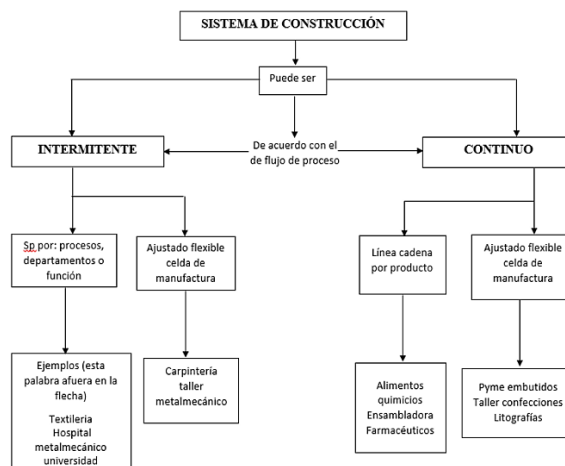 SISTEMA DE CONSTRUCCIÓN
Puede ser
INTERMITENTE
De acuerdo con el
de flujo de proceso
CONTINUO
Sp por: procesos,
departamentos o
función
Ajustado flexible
celda de
manufactura
Línea cadena
por producto
Ajustado flexible
celda de
manufactura
Ejemplos (esta
palabra afuera en la
flecha)
Textileria
Hospital
metalmecánico
universidad
Carpintería
taller
metalmecánico
Alimentos
quimicios
Ensambladora
Farmacéuticos
Pyme embutidos
Taller confecciones
Litografías